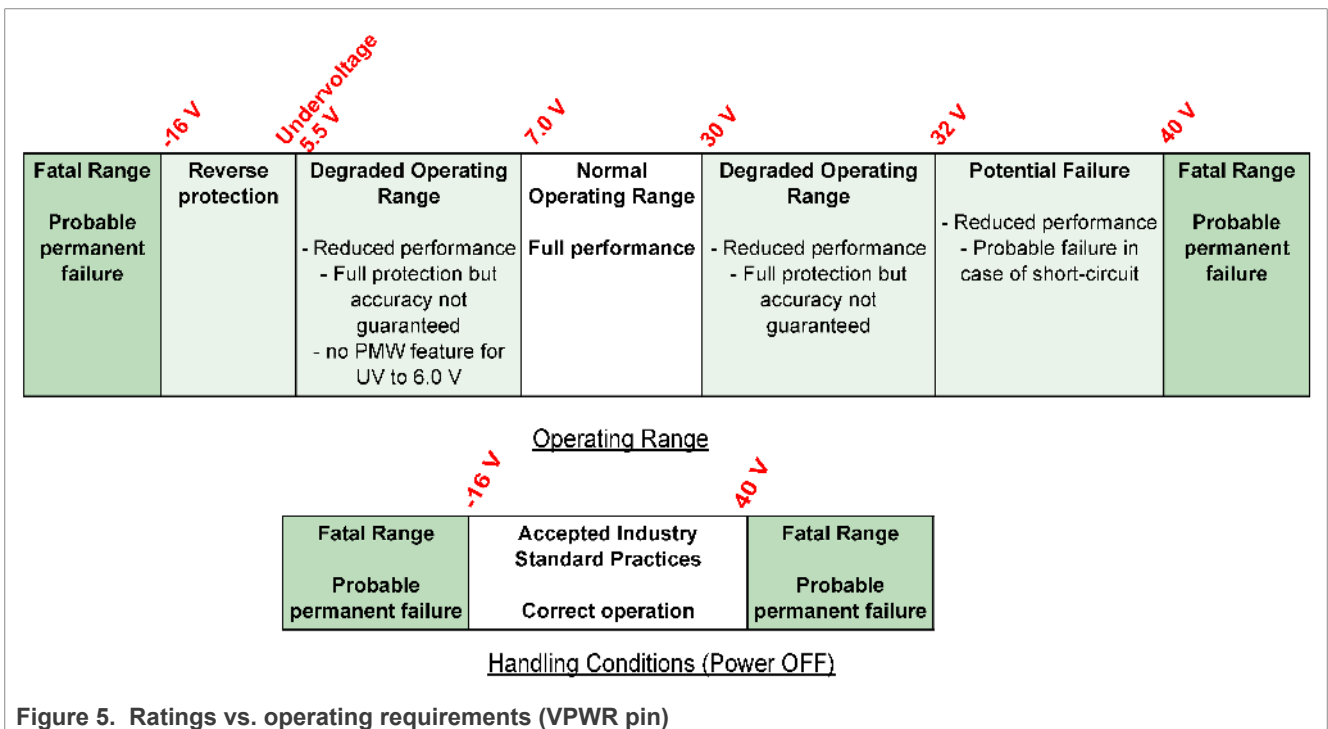 -16 V
Undervoltage
5.5 V
7.0 V
30 V
32 V
40 V
Fatal Range
Probable
permanent
failure
Reverse
protection
Degraded Operating
Range
- Reduced performance
- Full protection but
accuracy not
guaranteed
- no PMW feature for
UV to 6.0 V
Normal
Operating Range
Full performance
Degraded Operating
Range
- Reduced performance
- Full protection but
accuracy not
guaranteed
Potential Failure
- Reduced performance
- Probable failure in
case of short-circuit
Fatal Range
Probable
permanent
failure
Operating Range
-16 V
40 V
Fatal Range
Probable
permanent failure
Accepted Industry
Standard Practices
Correct operation
Fatal Range
Probable
permanent failure
Handling Conditions (Power OFF)
Figure 5. Ratings vs. operating requirements (VPWR pin)